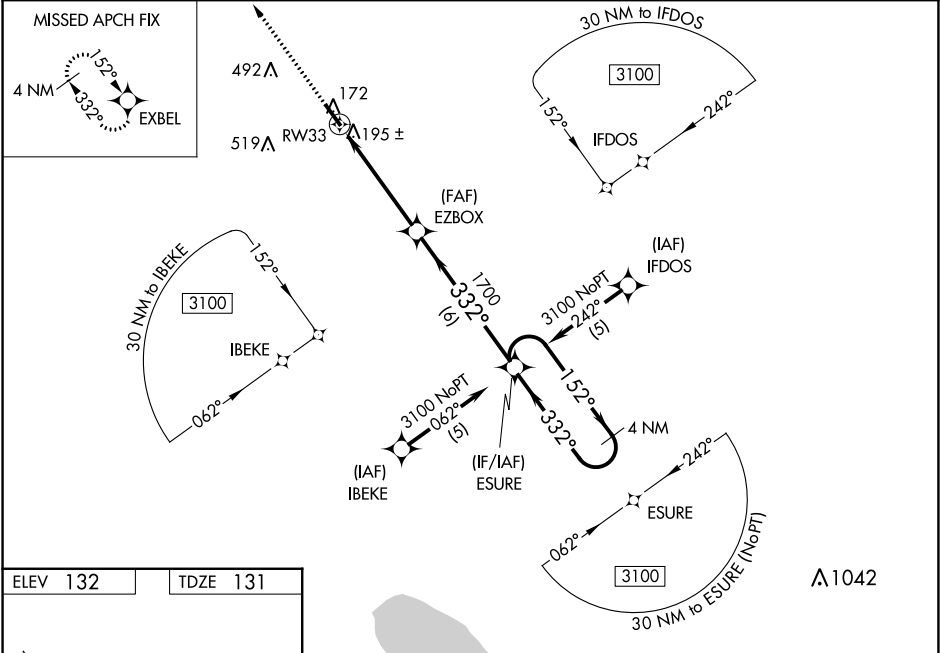 MISSED APCH FIX
152°
4 NM
332°
EXBEL
492
172
519
RW33
195 ±
30 NM to IFDOS
3100
152°
242°
IFDOS
(FAF)
EZBOX
30 NM to IBEKE
152°
3100
IBEKE
062°
1700
332°
(6)
(IAF)
IFDOS
3100 NoPT
242°
(5)
3100 NoPT
062°
(5)
152°
332°
4 NM
(IAF)
IBEKE
(IF/IAF)
ESURE
242°
ESURE
062°
3100
30 NM to ESURE (NoPT)
1042
ELEV 132
TDZE 131